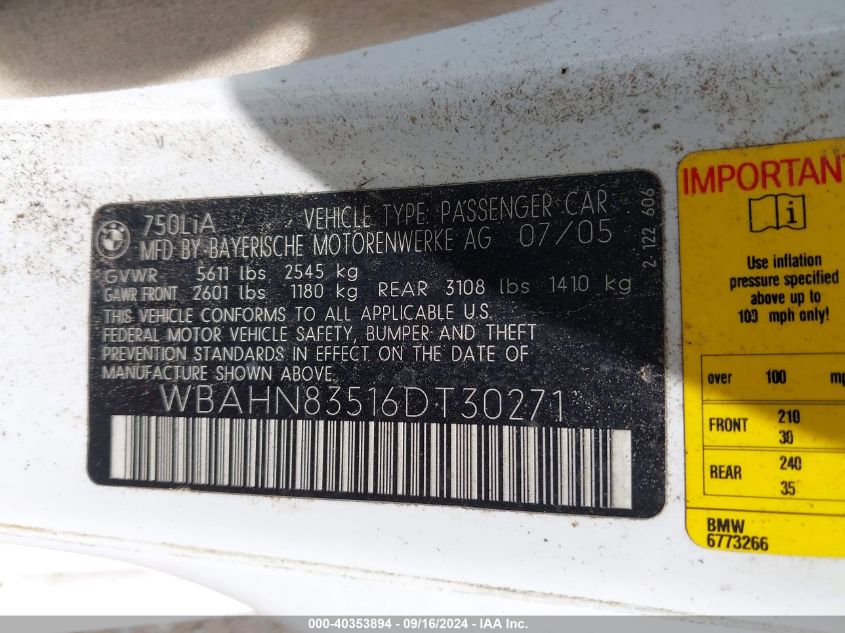 750LiA VEHICLE TYPE PASSENGER CAR
MFD BY BAYERISCHE MOTORENWERKE AG 07/05
GVWR 5611 lbs 2545 kg
GAWR FRONT 2601 lbs 1180 kg REAR 3108 lbs 1410 kg
THIS VEHICLE CONFORMS TO ALL APPLICABLE U.S.
FEDERAL MOTOR VEHICLE SAFETY, BUMPER AND THEFT
PREVENTION STANDARDS IN EFFECT ON THE DATE OF
MANUFACTURE SHOWN ABOVE.
WBAHN83516DT30271
2 122 606
IMPORTANT
Use inflation
pressure specified
above up to
100 mph only!
over 100 mp
FRONT 210
30
REAR 240
35
BMW
6773266
000-40353894 - 09/16/2024 - IAA Inc.